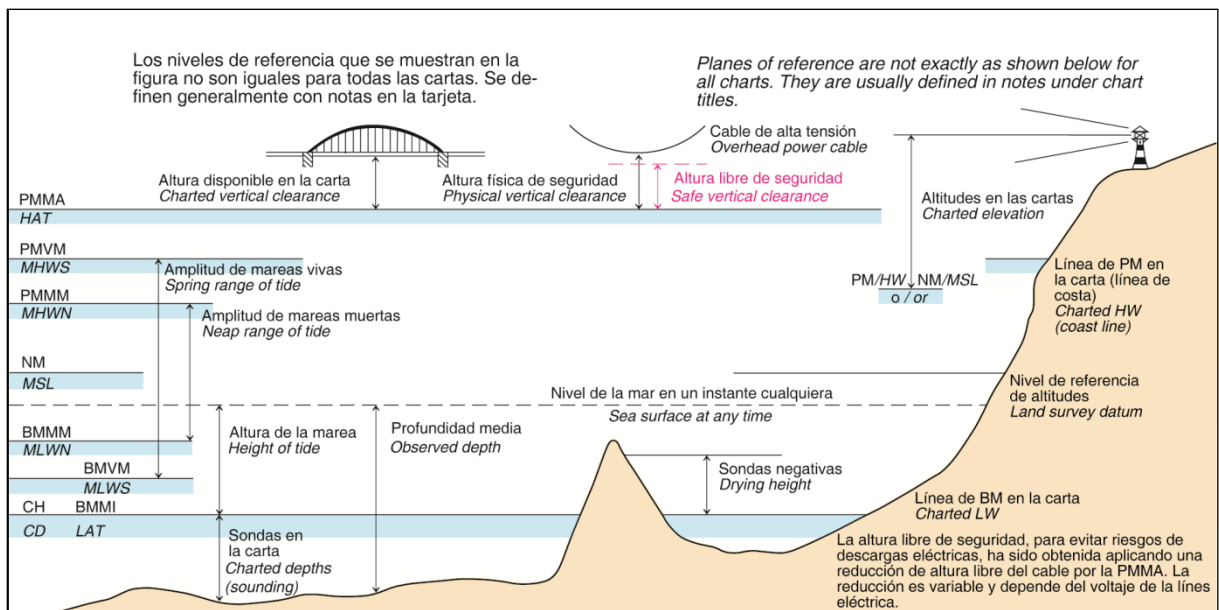 Los niveles de referencia que se muestran en la
figura no son iguales para todas las cartas. Se de-
finen generalmente con notas en la tarjeta.
Planes of reference are not exactly as shown below for
all charts. They are usually defined in notes under chart
titles.
Cable de alta tensión
Overhead power cable
Altura disponible en la carta
Charted vertical clearance
Altura física de seguridad
Physical vertical clearance
Altura libre de seguridad
Safe vertical clearance
Altitudes en las cartas
Charted elevation
PMMA
HAT
PMVM
MHWS
Amplitud de mareas vivas
Spring range of tide
PMMM
MHWN
Amplitud de mareas muertas
Neap range of tide
PM/HW NM/MSL
o / or
Línea de PM en
la carta (línea de
costa)
Charted HW
(coast line)
NM
MSL
Nivel de la mar en un instante cualquiera
Sea surface at any time
Nivel de referencia
de altitudes
Land survey datum
BMMM
MLWN
Altura de la marea
Height of tide
Profundidad media
Observed depth
BMVM
MLWS
Sondas negativas
Drying height
CH BMMI
CD LAT
Línea de BM en la carta
Charted LW
Sondas en
la carta
Charted depths
(sounding)
La altura libre de seguridad, para evitar riesgos de
descargas eléctricas, ha sido obtenida aplicando una
reducción de altura libre del cable por la PMMA. La
reducción es variable y depende del voltaje de la línes
eléctrica.